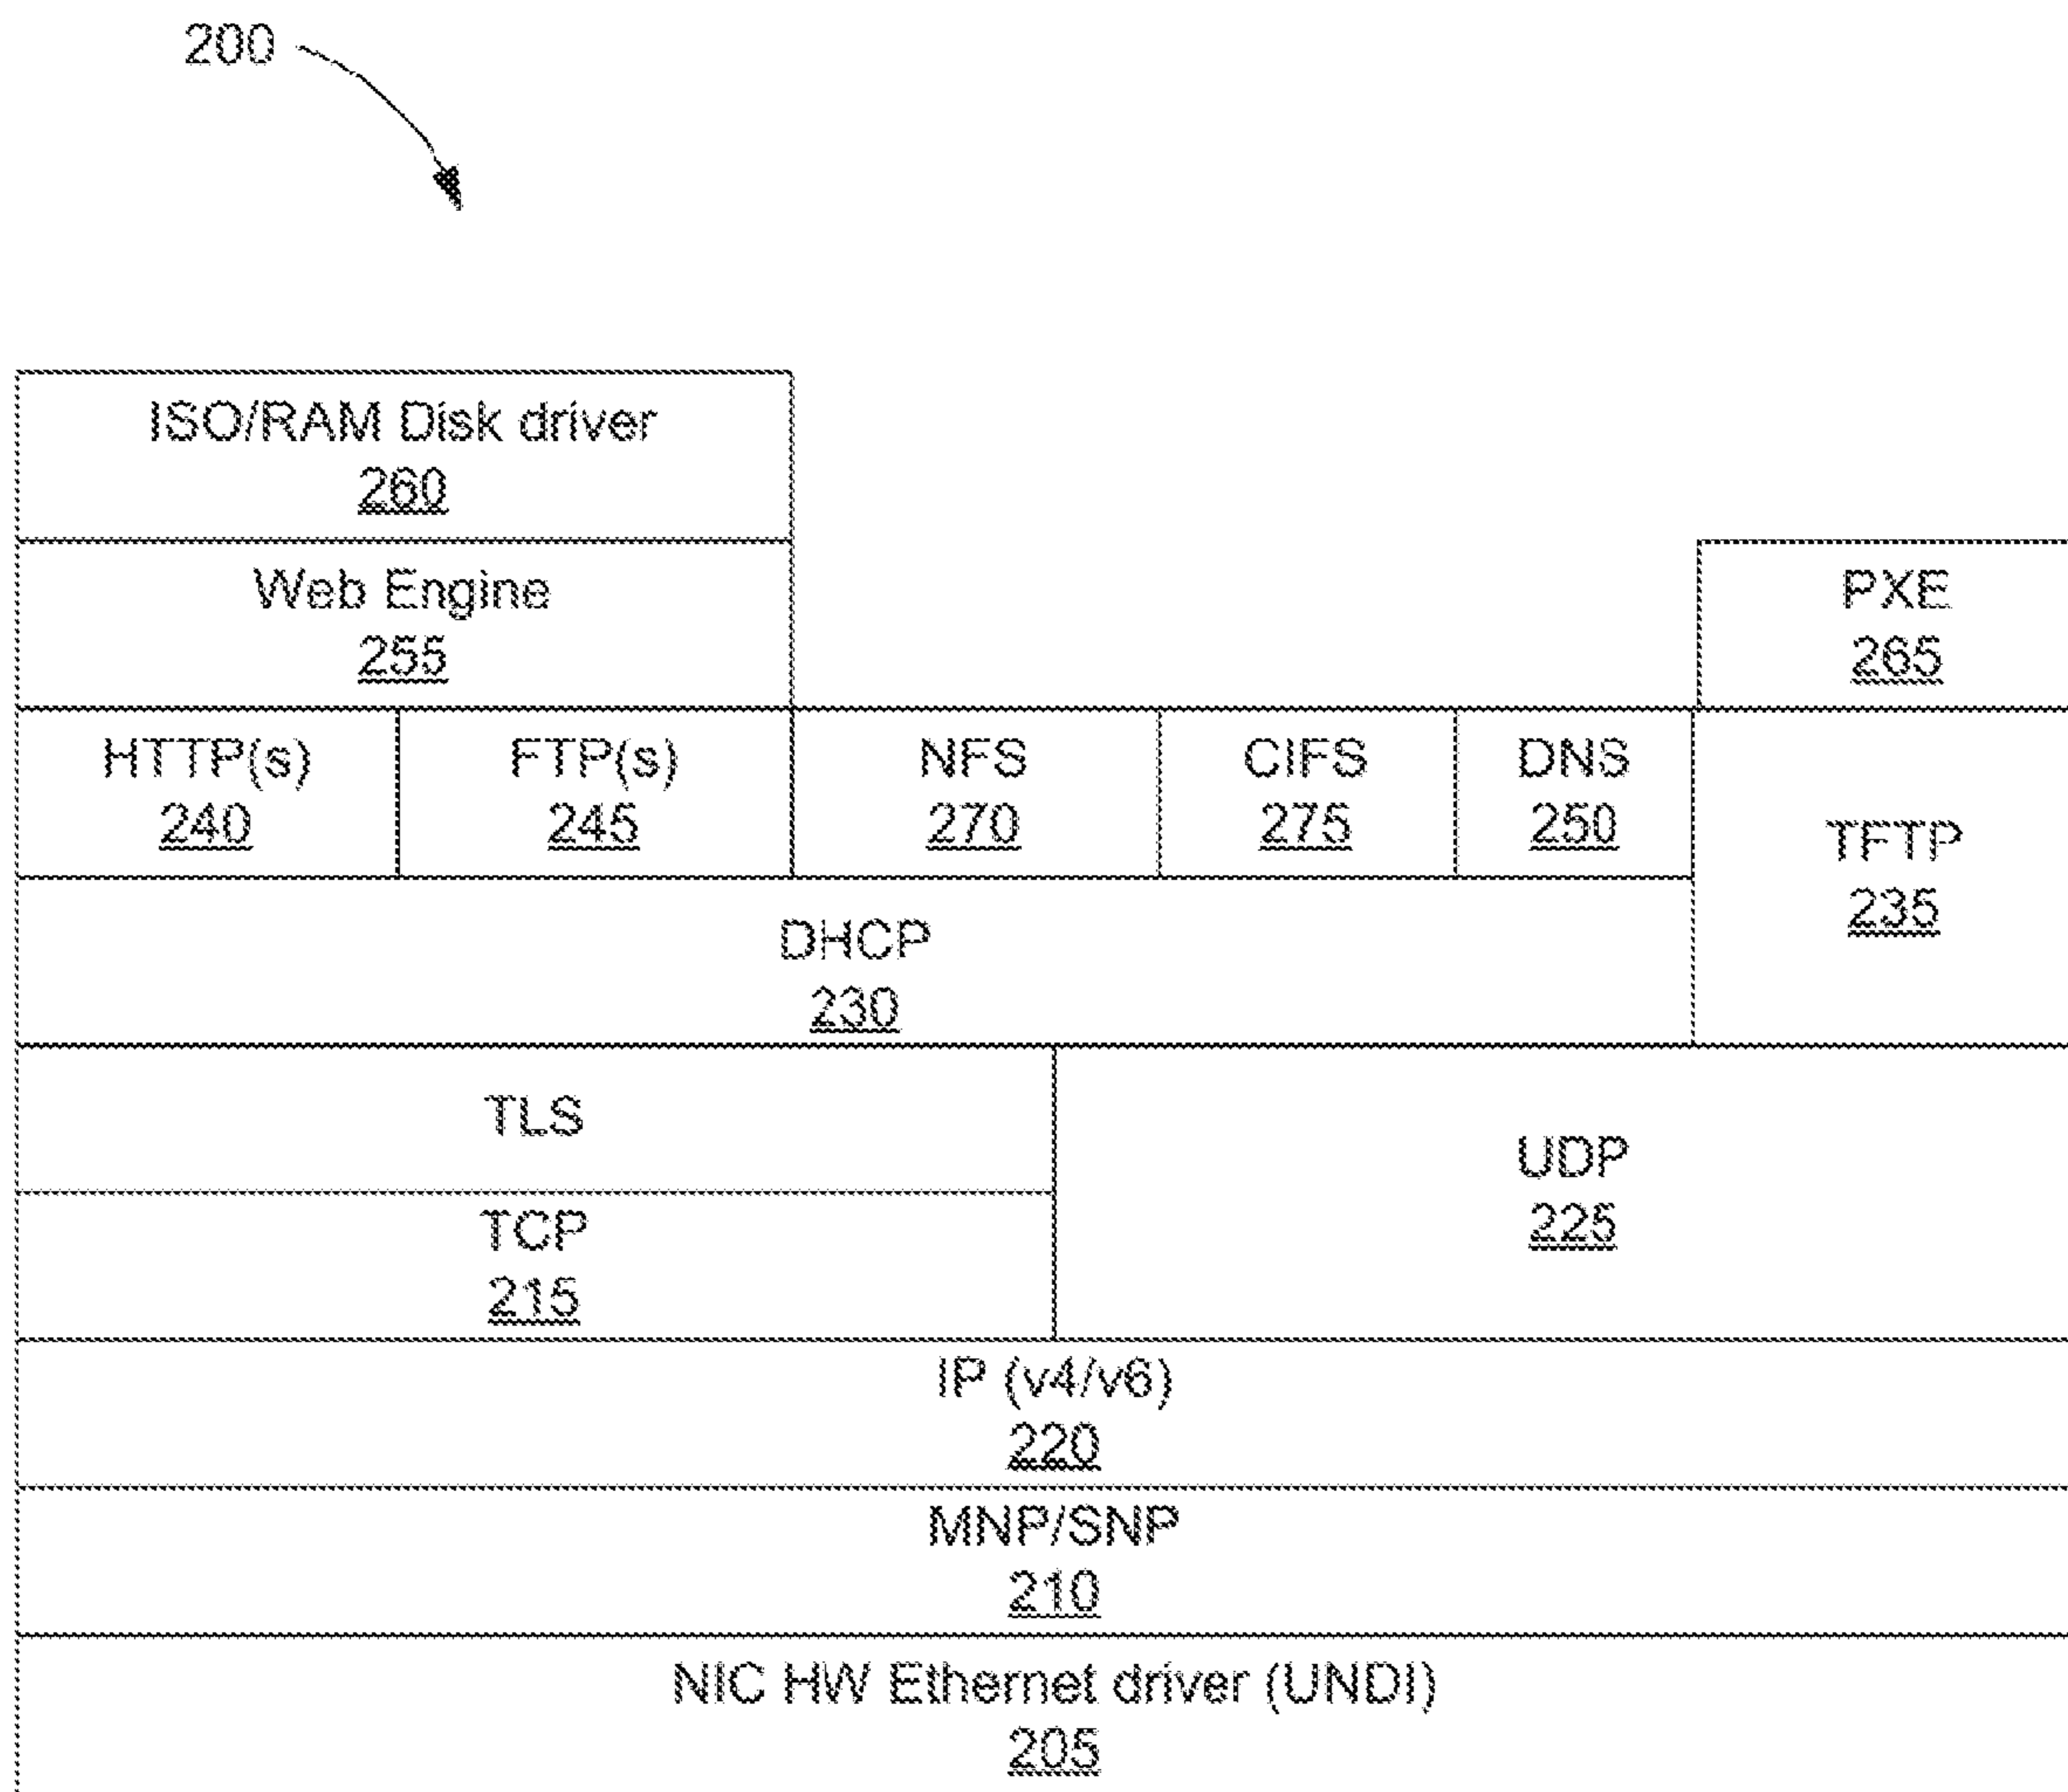 200
ISO/RAM Disk driver
260
Web Engine
255
PXE
265
HTTP(s)
240
FTP(s)
245
NFS
270
CIFS
275
DNS
250
TFTP
235
DHCP
230
TLS
UDP
225
TCP
215
IP (v4/v6)
220
MNP/SNP
210
NIC HW Ethernet driver (UNDI)
205